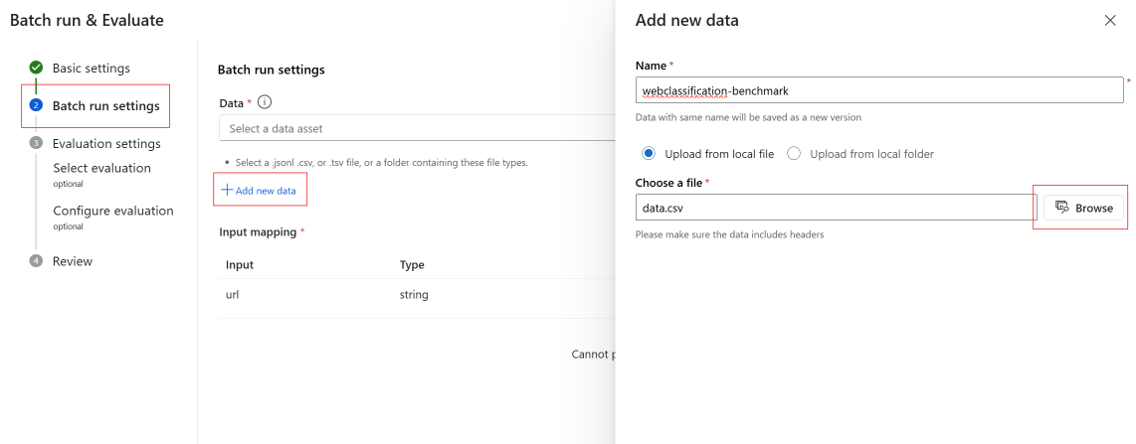 Batch run & Evaluate
Basic settings
2 Batch run settings
3 Evaluation settings
Select evaluation
optional
Configure evaluation
optional
4 Review
Batch run settings
Data *
Select a data asset
Select a .jsonl .csv, or .tsv file, or a folder containing these file types.
Add new data
Input mapping *
Input Type
url string
Cannot
Add new data
Name *
webclassification-benchmark *
Data with same name will be saved as a new version
Upload from local file Upload from local folder
Choose a file *
data.csv Browse
Please make sure the data includes headers